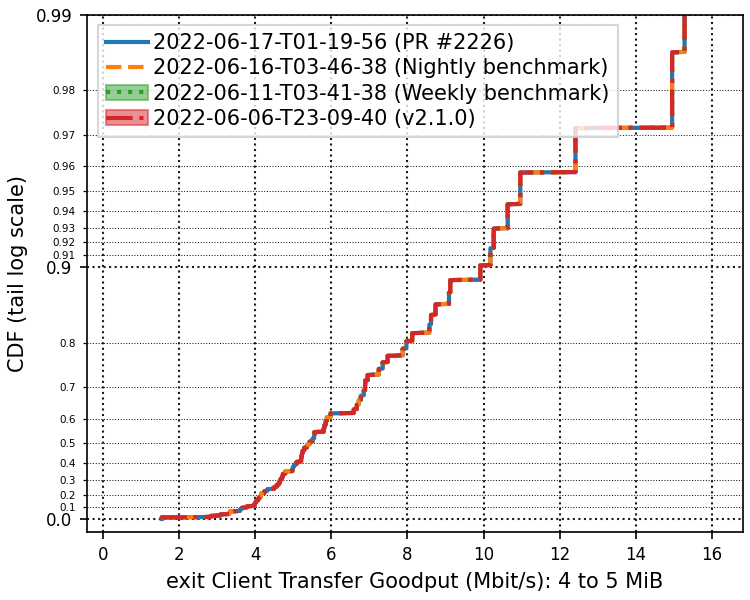 0.99
2022-06-17-T01-19-56 (PR #2226)
2022-06-16-T03-46-38 (Nightly benchmark)
2022-06-11-T03-41-38 (Weekly benchmark)
2022-06-06-T23-09-40 (v2.1.0)
0.98
0.97
0.96
0.95
0.94
0.93
0.92
0.91
0.9
0.8
0.7
0.6
0.5
0.4
0.3
0.2
0.1
0.0
CDF (tail log scale)
0 2 4 6 8 10 12 14 16
exit Client Transfer Goodput (Mbit/s): 4 to 5 MiB